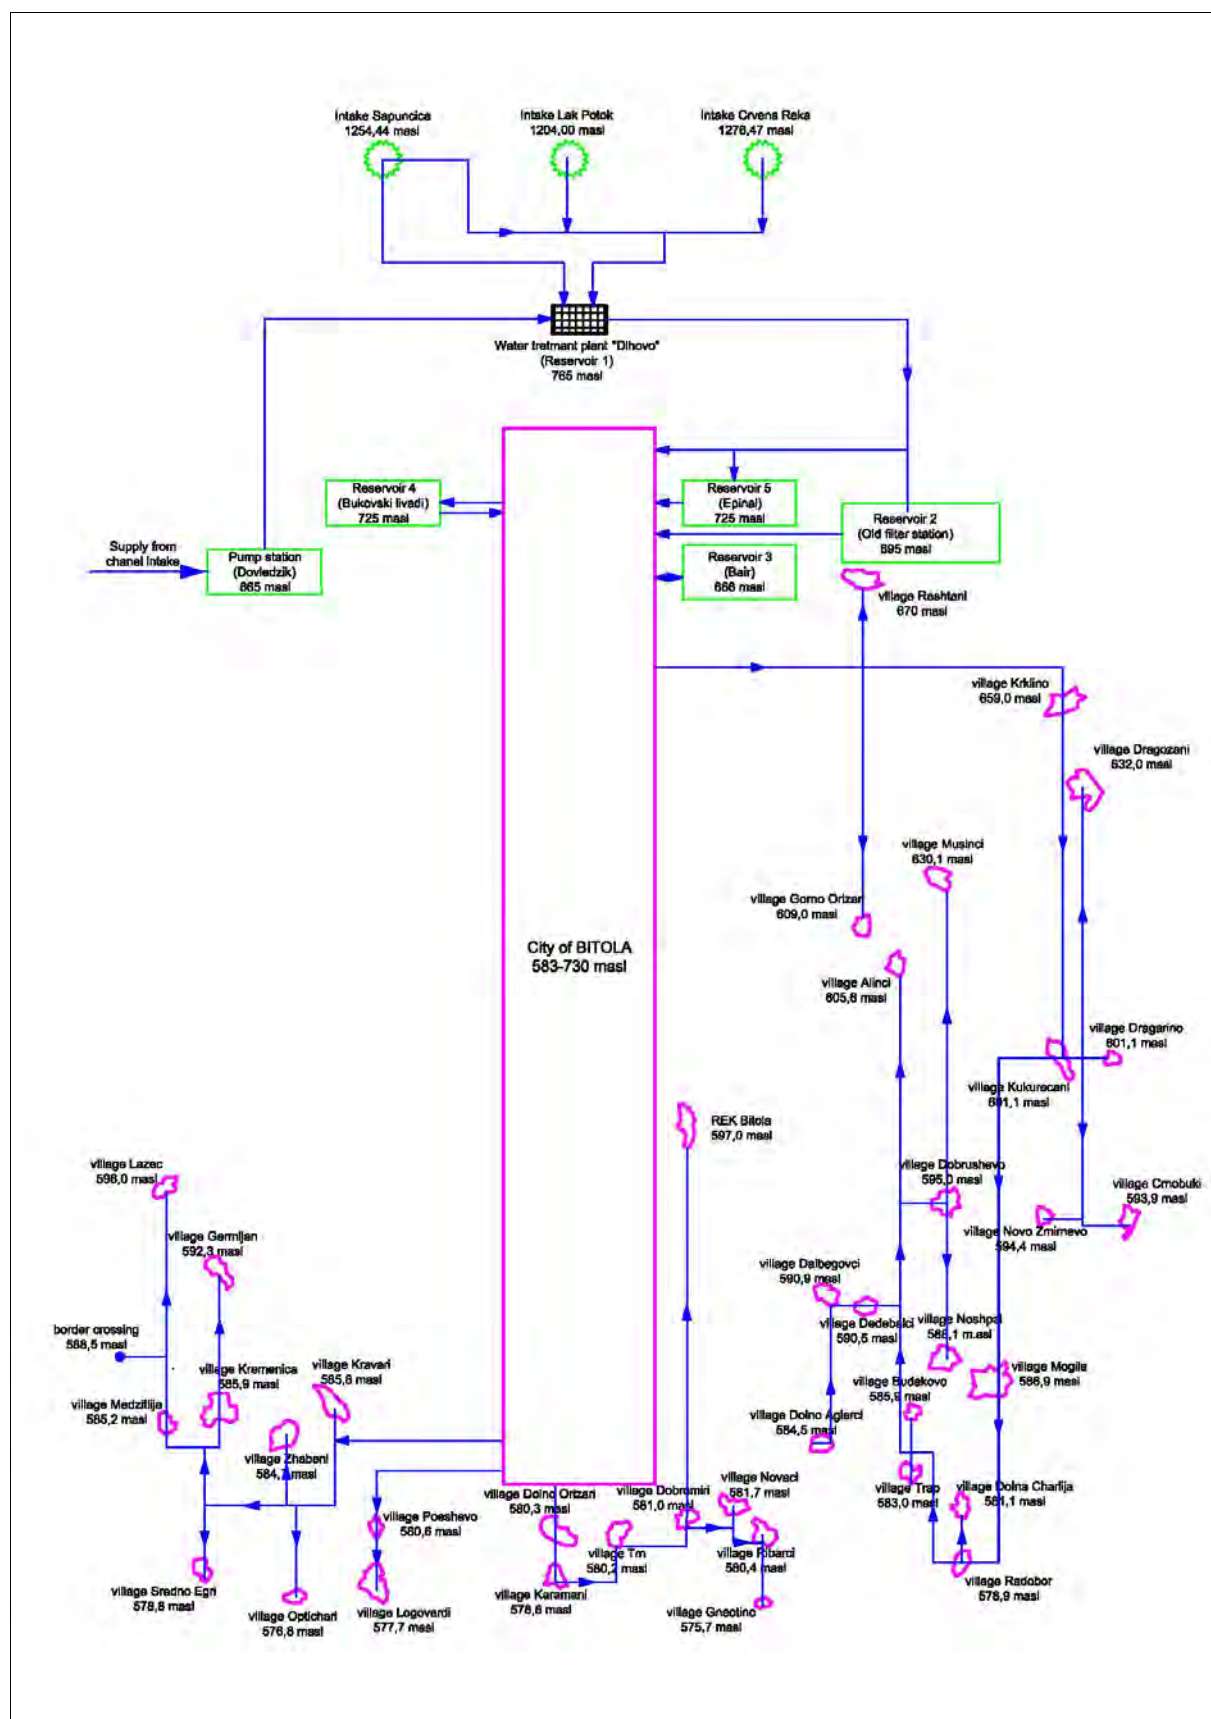 Intake Sapuncica
1254,44 masl
Intake Lak Potok
1204,00 masl
Intake Crvena Reka
1276,47 masl
Water tretmant plant "Dihovo"
(Reservoir 1)
765 masl
Reservoir 4
(Bukovski livadi)
725 masl
Reservoir 5
(Epinal)
725 masl
Reservoir 2
(Old filter station)
695 masl
Supply from
chanel intake
Pump station
(Dovledzik)
665 masl
Reservoir 3
(Bair)
666 masl
village Rashtani
670 masl
village Krklino
659,0 masl
village Dragozani
632,0 masl
village Musinci
630,1 masl
village Gorno Orizari
609,0 masl
City of BITOLA
583-730 masl
village Alinci
605,6 masl
village Dragarino
601,1 masl
village Kukurecani
601,1 masl
REK Bitola
597,0 masl
village Lazec
598,0 masl
village Dobrushevo
595,0 masl
village Crnobuki
593,9 masl
village Novo Zmirnevo
594,4 masl
village Germijan
592,3 masl
village Dalbegovci
590,9 masl
village Dedebalci
590,5 masl
village Noshpal
588,1 m.asl
border crossing
588,5 masl
village Kremenica
585,9 masl
village Kravari
585,8 masl
village Mogila
586,9 masl
village Budakovo
585,9 masl
village Medzitlija
585,2 masl
village Dolno Aglarci
584,5 masl
village Zhabeni
village Trap
583,0 masl
village Dolna Charlija
581,1 masl
village Dolno Orizari
580,3 masl
village Dobromiri
581,0 masl
village Novaci
581,7 masl
village Poeshevo
580,6 masl
village Trn
580,2 masl
village Ribarci
580,4 masl
village Radobor
578,9 masl
village Sredno Egri
578,8 masl
village Optichari
576,8 masl
village Logovardi
577,7 masl
village Karamani
578,6 masl
village Gneotino
575,7 masl